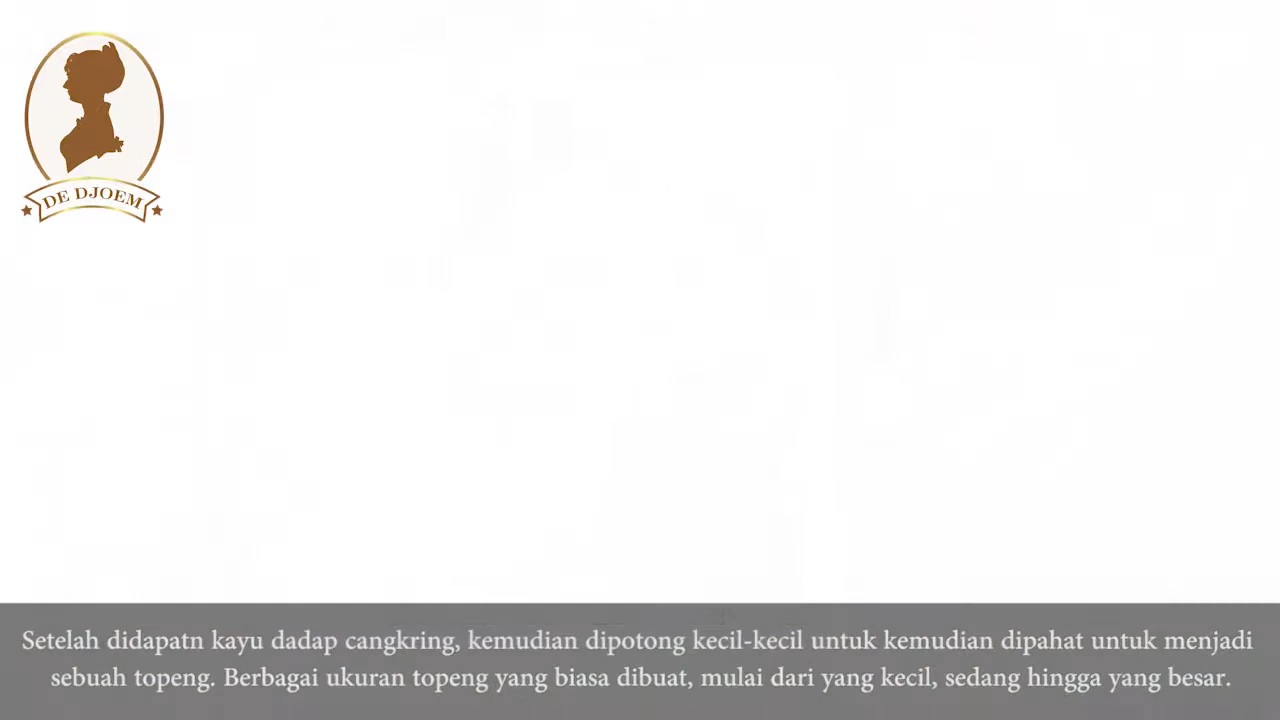 DE DJOEM
Setelah didapatn kayu dadap cangkring, kemudian dipotong kecil-kecil untuk kemudian dipahat untuk menjadi
sebuah topeng. Berbagai ukuran topeng yang biasa dibuat, mulai dari yang kecil, sedang hingga yang besar.